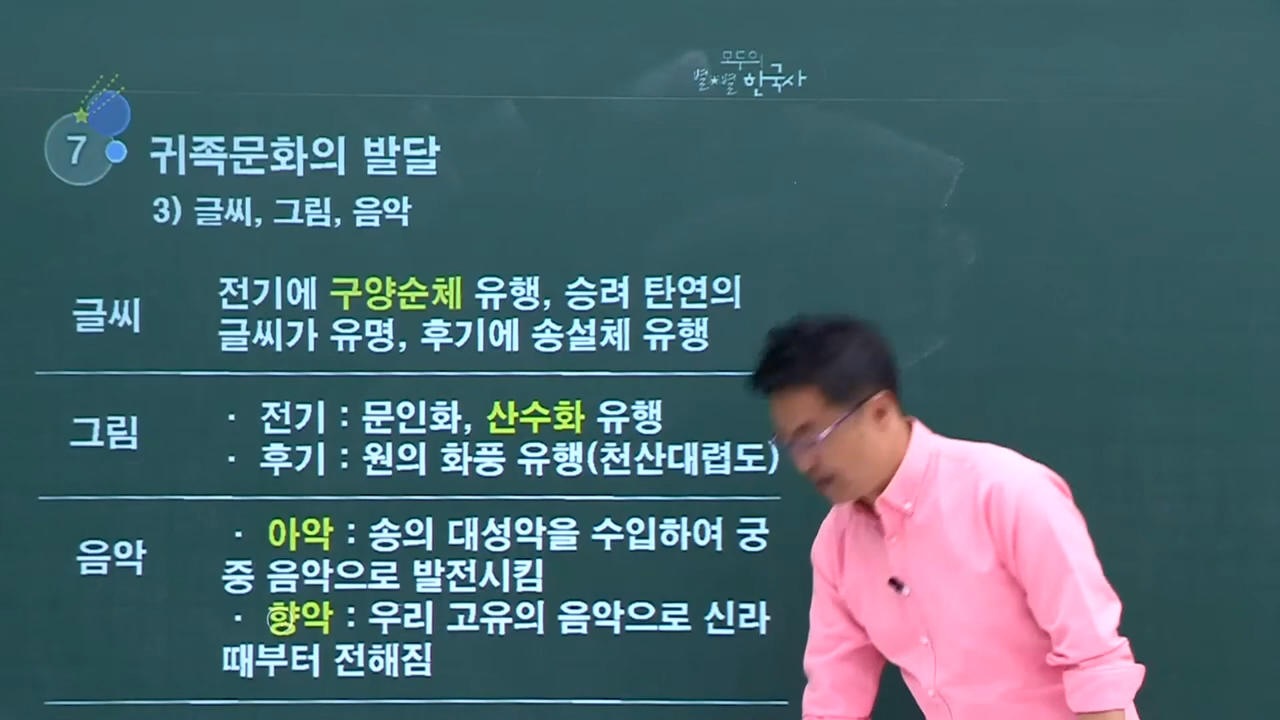 모두의
별★별 한국사
7 귀족문화의 발달
3) 글씨, 그림, 음악
글씨
전기에 구양순체 유행, 승려 탄연의
글씨가 유명, 후기에 송설체 유행
그림
· 전기 : 문인화, 산수화 유행
· 후기 : 원의 화풍 유행(천산대렵도)
음악
· 아악 : 송의 대성악을 수입하여 궁
중 음악으로 발전시킴
· 향악 : 우리 고유의 음악으로 신라
때부터 전해짐